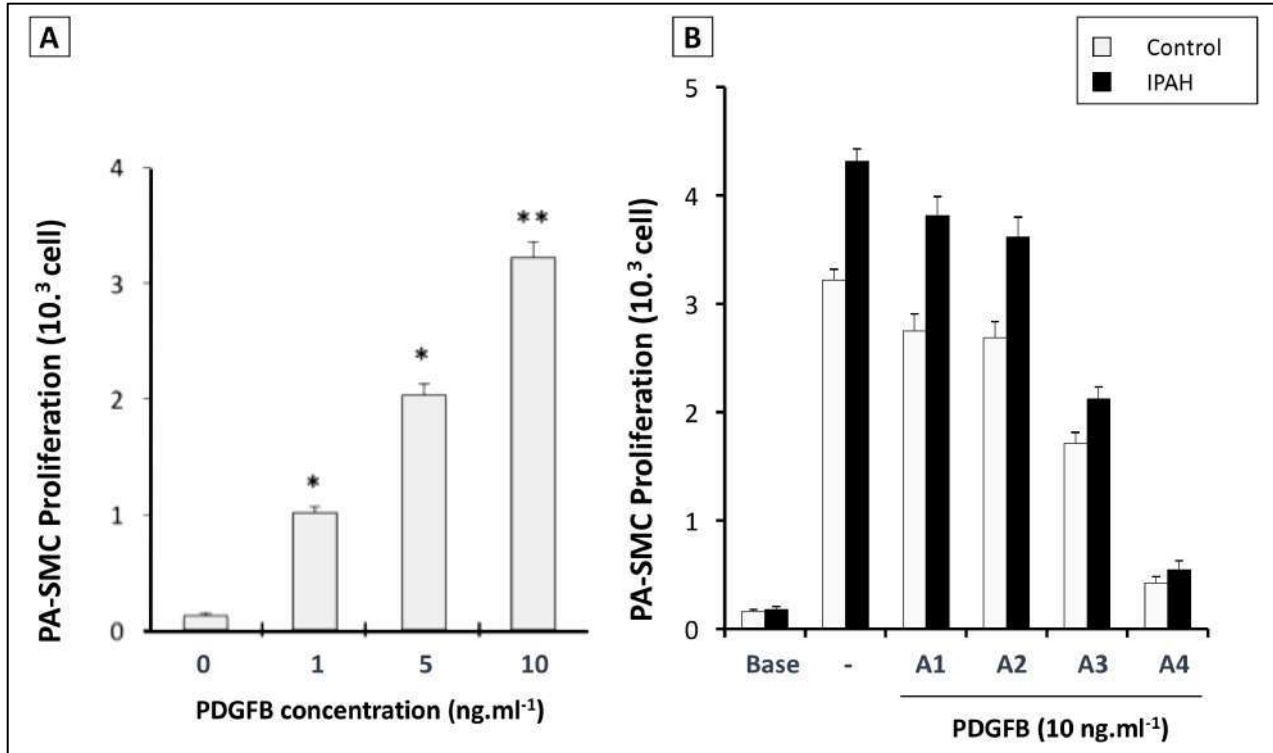 A
PA-SMC Proliferation (10.³ cell)
4
3
2
1
0
*
*
**
0 1 5 10
PDGFB concentration (ng.ml⁻¹)
B
Control
IPAH
PA-SMC Proliferation (10.³ cell)
5
4
3
2
1
0
Base - A1 A2 A3 A4
PDGFB (10 ng.ml⁻¹)